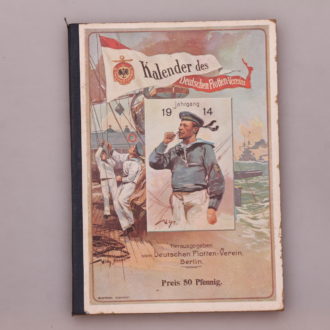 Kalender des
Deutschen Flotten-Vereins
Jahrgang
19 14
Herausgegeben
vom Deutschen Flotten-Verein,
Berlin.
Preis 50 Pfennig.